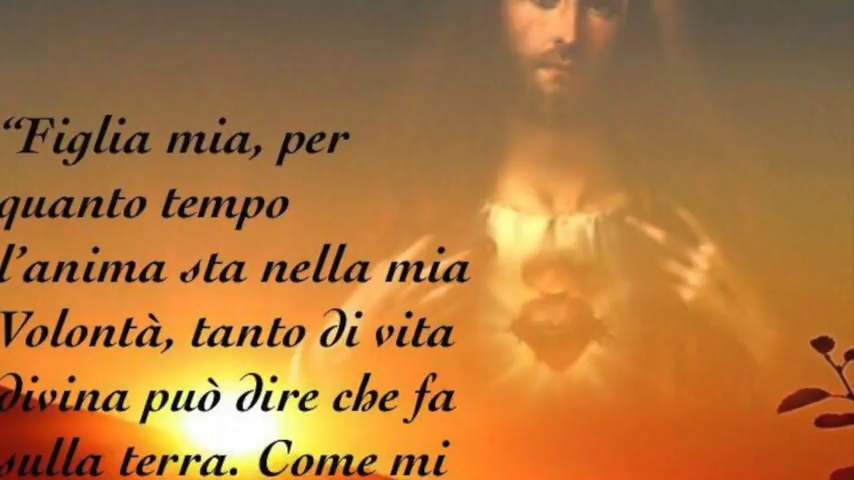 “Figlia mia, per
quanto tempo
l’anima sta nella mia
Volontà, tanto di vita
divina può dire che fa
sulla terra. Come mi